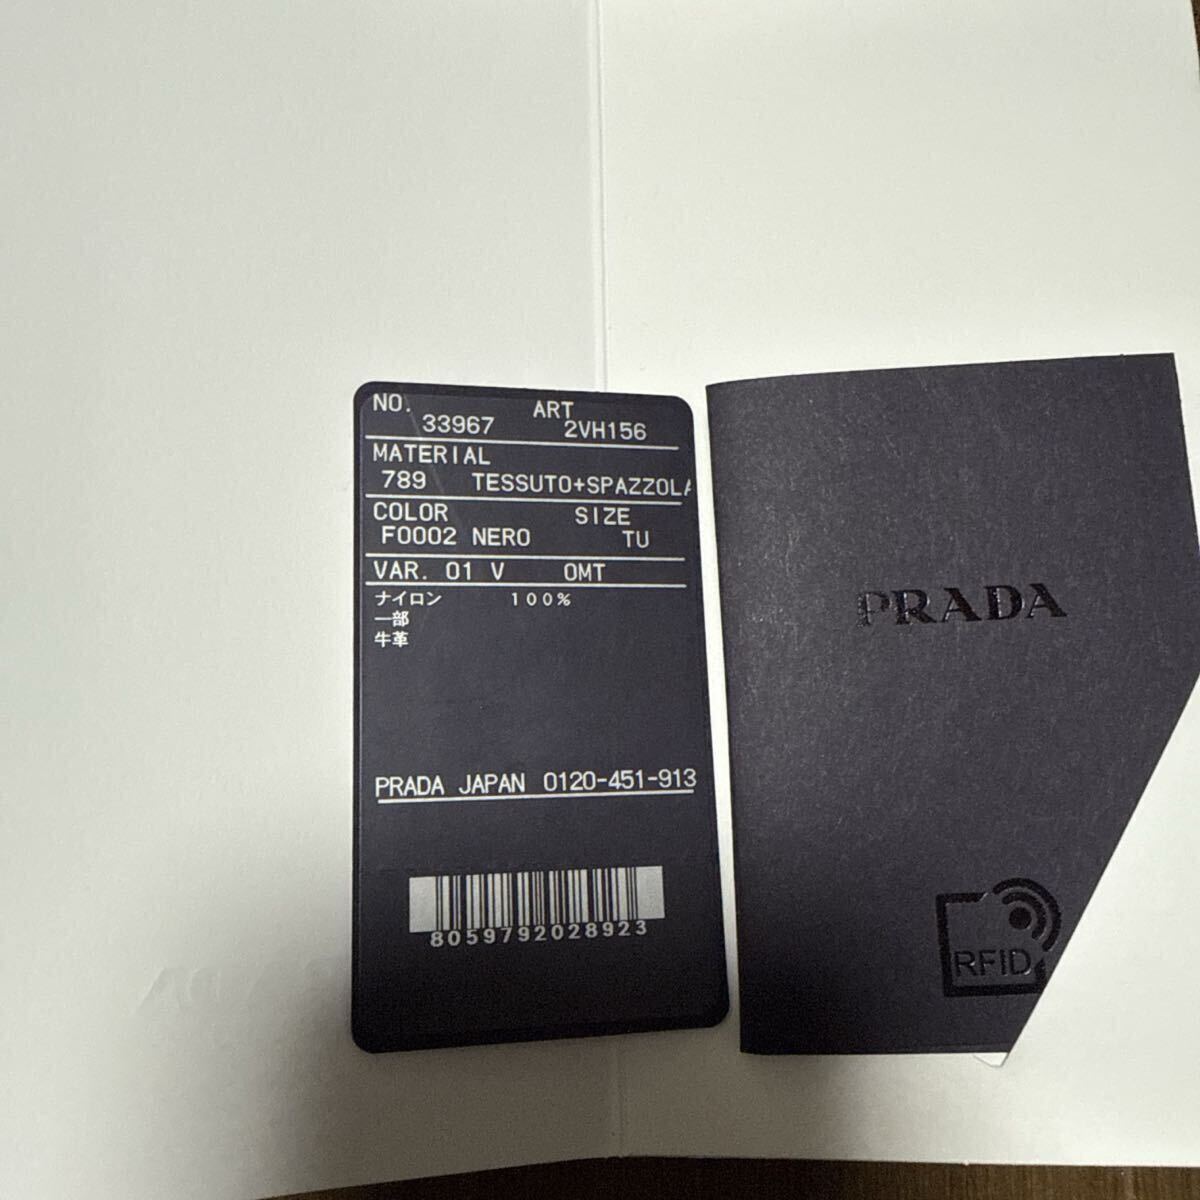 NO. ART
33967 2VH156
MATERIAL
789 TESSUTO+SPAZZOLA
COLOR SIZE
F0002 NERO TU
VAR. 01 V OMT
ナイロン 100%
一部
牛革
PRADA JAPAN 0120-451-913
8059792028923
PRADA
RFID